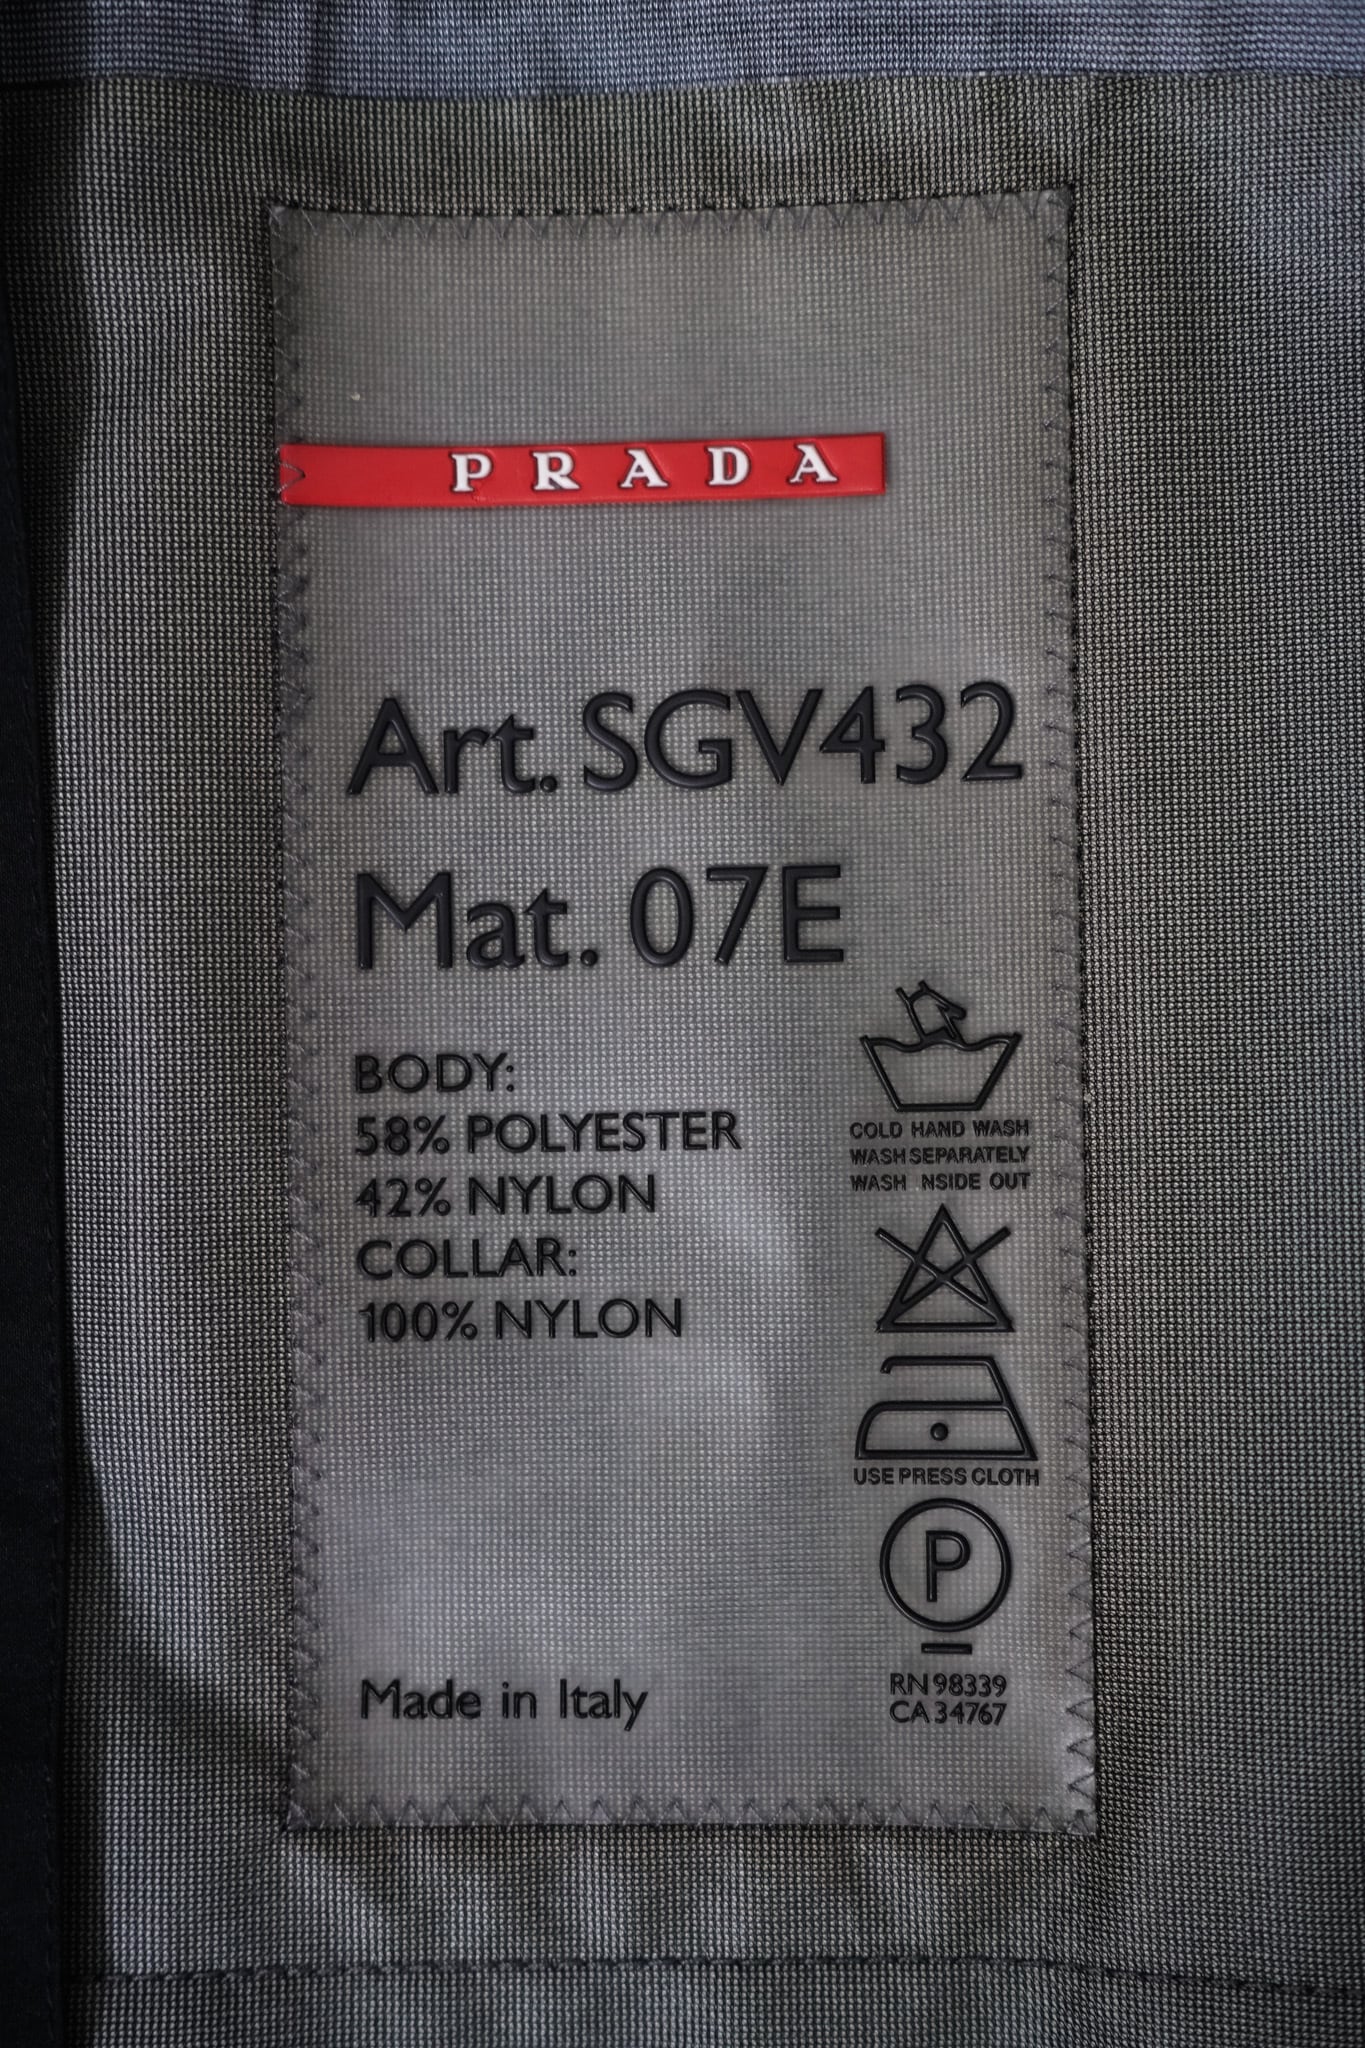 PRADA
Art. SGV432
Mat. 07E
BODY:
58% POLYESTER
42% NYLON
COLLAR:
100% NYLON
COLD HAND WASH
WASH SEPARATELY
WASH NSIDE OUT
USE PRESS CLOTH
P
Made in Italy
RN 98339
CA 34767